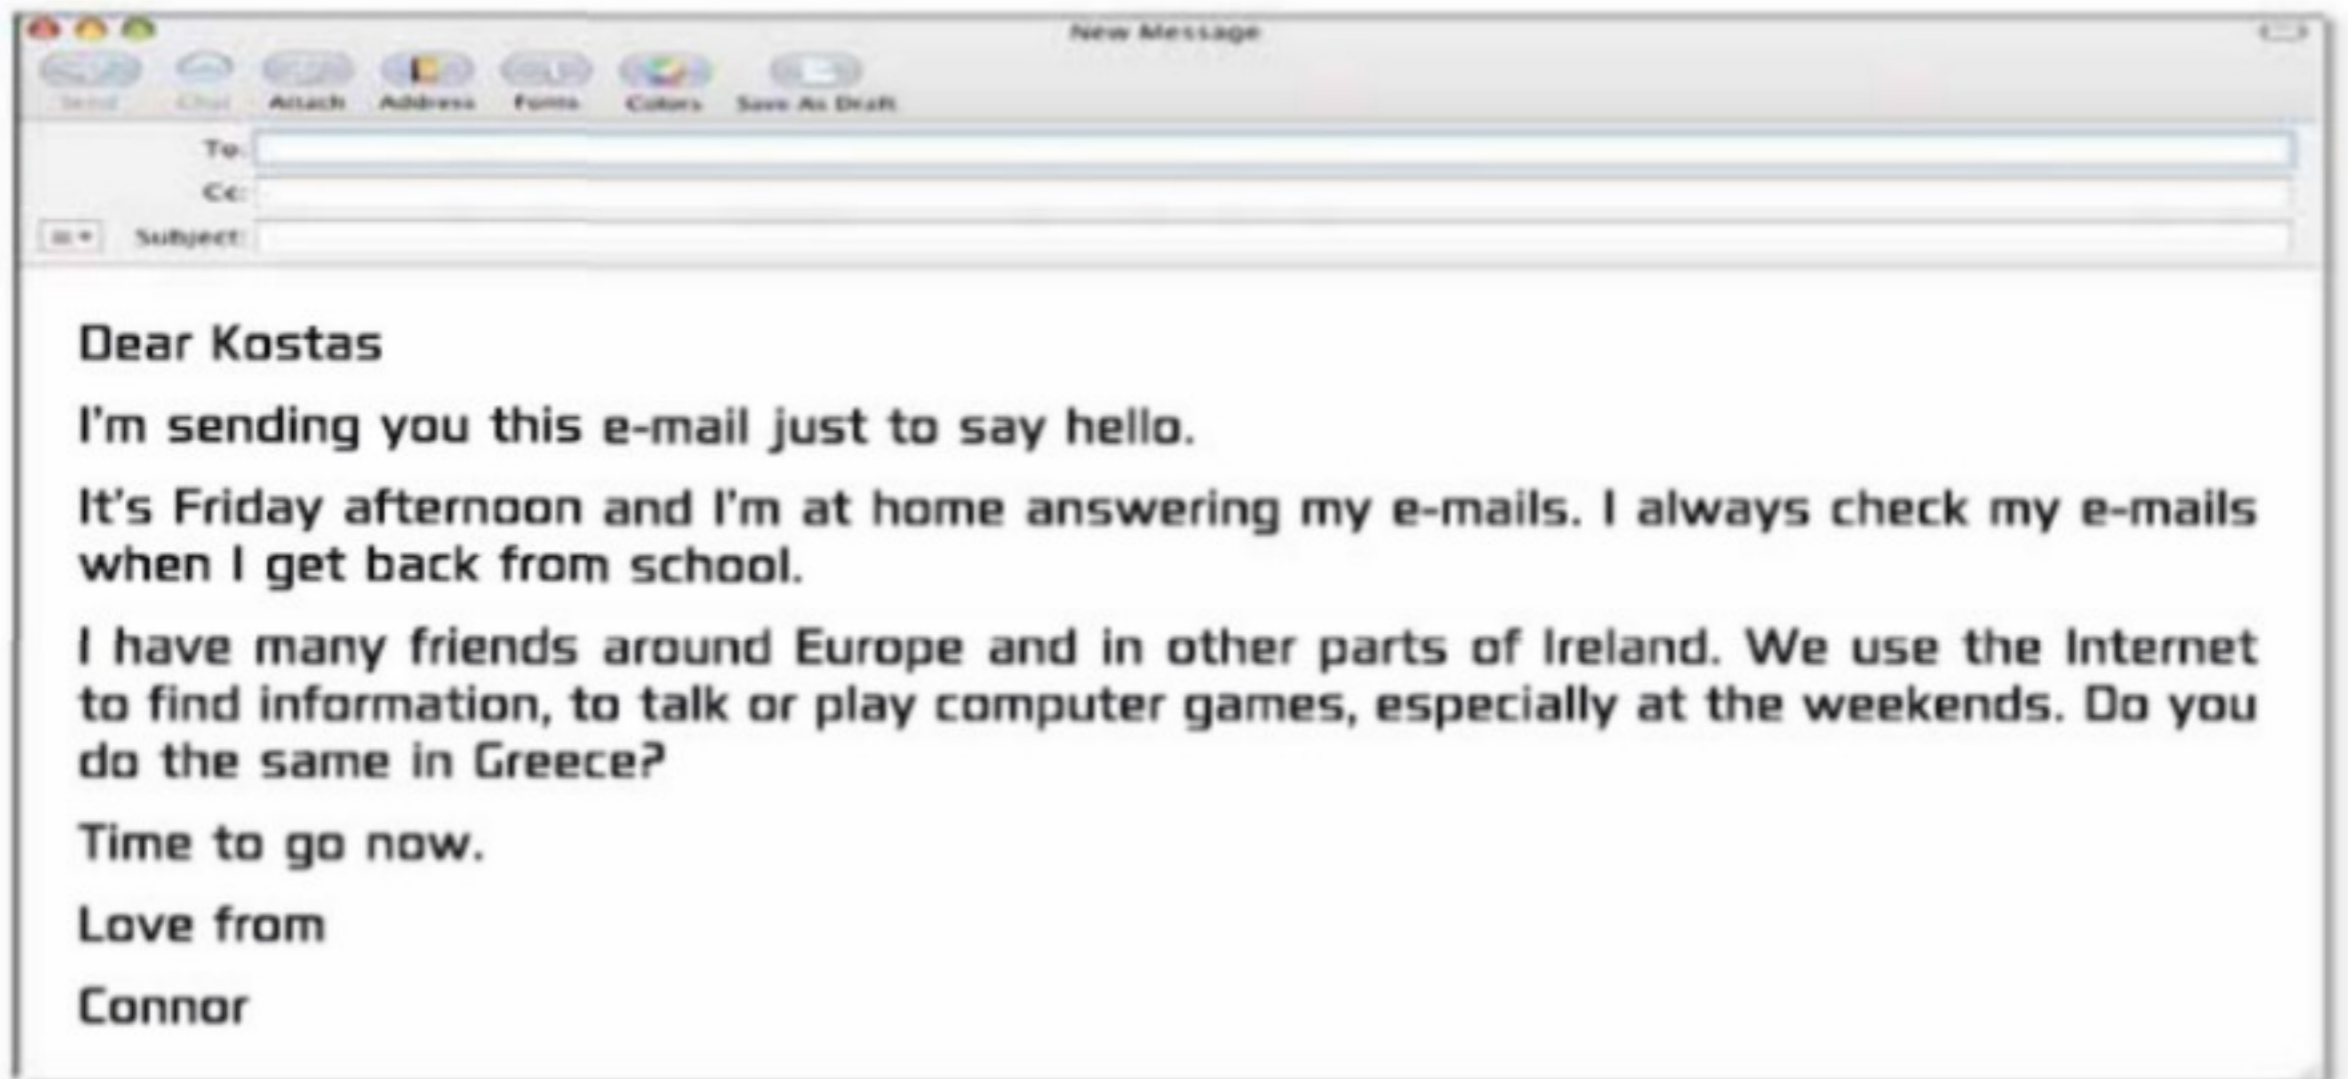 New Message
Send Chat Attach Address Fonts Colors Save As Draft
To:
Cc:
Subject:
Dear Kostas
I'm sending you this e-mail just to say hello.
It's Friday afternoon and I'm at home answering my e-mails. I always check my e-mails
when I get back from school.
I have many friends around Europe and in other parts of Ireland. We use the Internet
to find information, to talk or play computer games, especially at the weekends. Do you
do the same in Greece?
Time to go now.
Love from
Connor